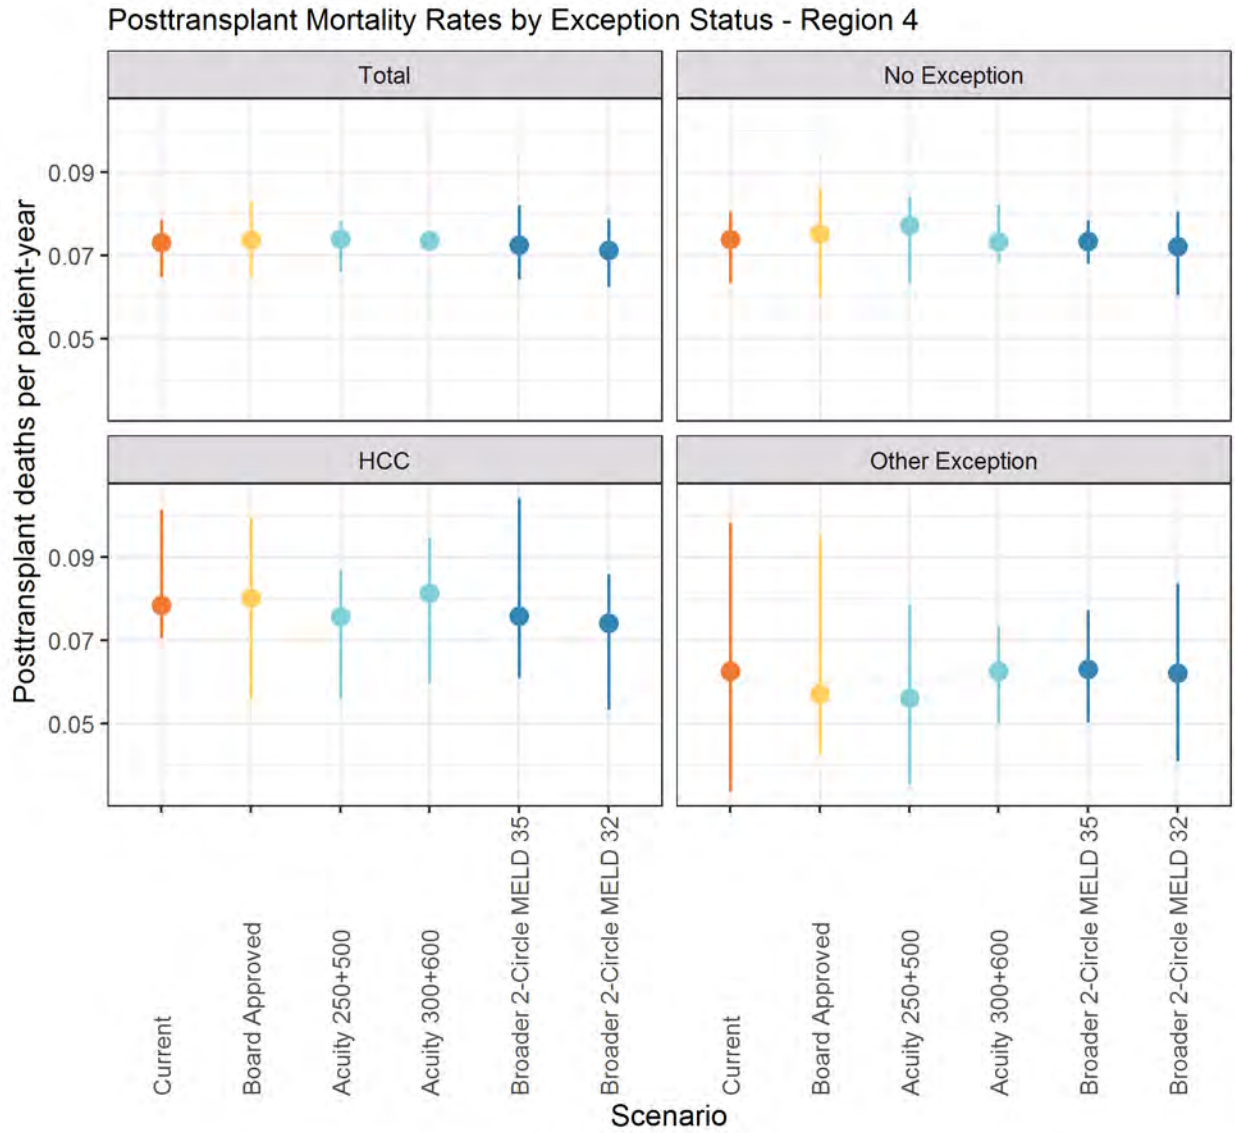 Posttransplant Mortality Rates by Exception Status - Region 4
Total
No Exception
0.09
0.07
0.05
HCC
Other Exception
0.09
0.07
0.05
Posttransplant deaths per patient-year
Current
Board Approved
Acuity 250+500
Acuity 300+600
Broader 2-Circle MELD 35
Broader 2-Circle MELD 32
Current
Board Approved
Acuity 250+500
Acuity 300+600
Broader 2-Circle MELD 35
Broader 2-Circle MELD 32
Scenario